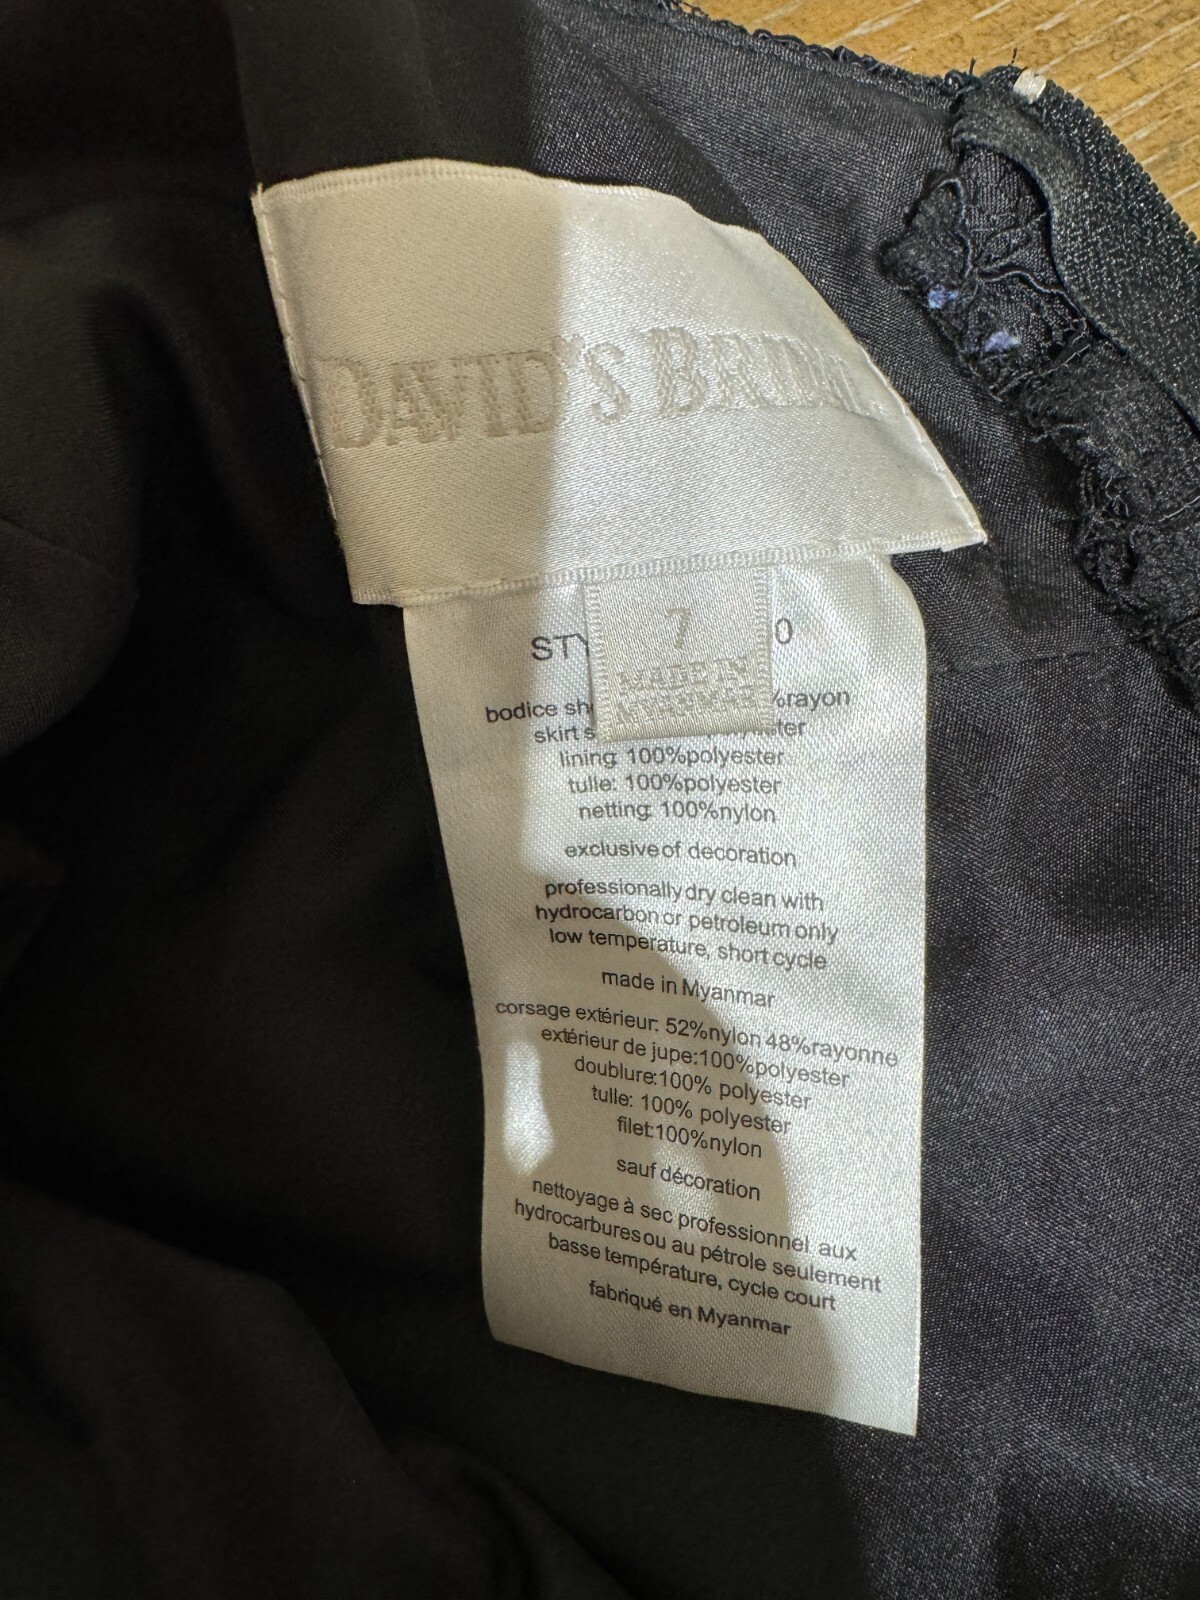 DAVID'S BRIDAL
7
MADE IN
MYANMAR
STY 0
bodice sh %rayon
skirt s ter
lining: 100%polyester
tulle: 100%polyester
netting: 100%nylon
exclusive of decoration
professionally dry clean with
hydrocarbon or petroleum only
low temperature, short cycle
made in Myanmar
corsage extérieur: 52%nylon 48%rayonne
extérieur de jupe:100%polyester
doublure:100% polyester
tulle: 100% polyester
filet:100%nylon
sauf décoration
nettoyage à sec professionnel aux
hydrocarbures ou au pétrole seulement
basse température, cycle court
fabriqué en Myanmar